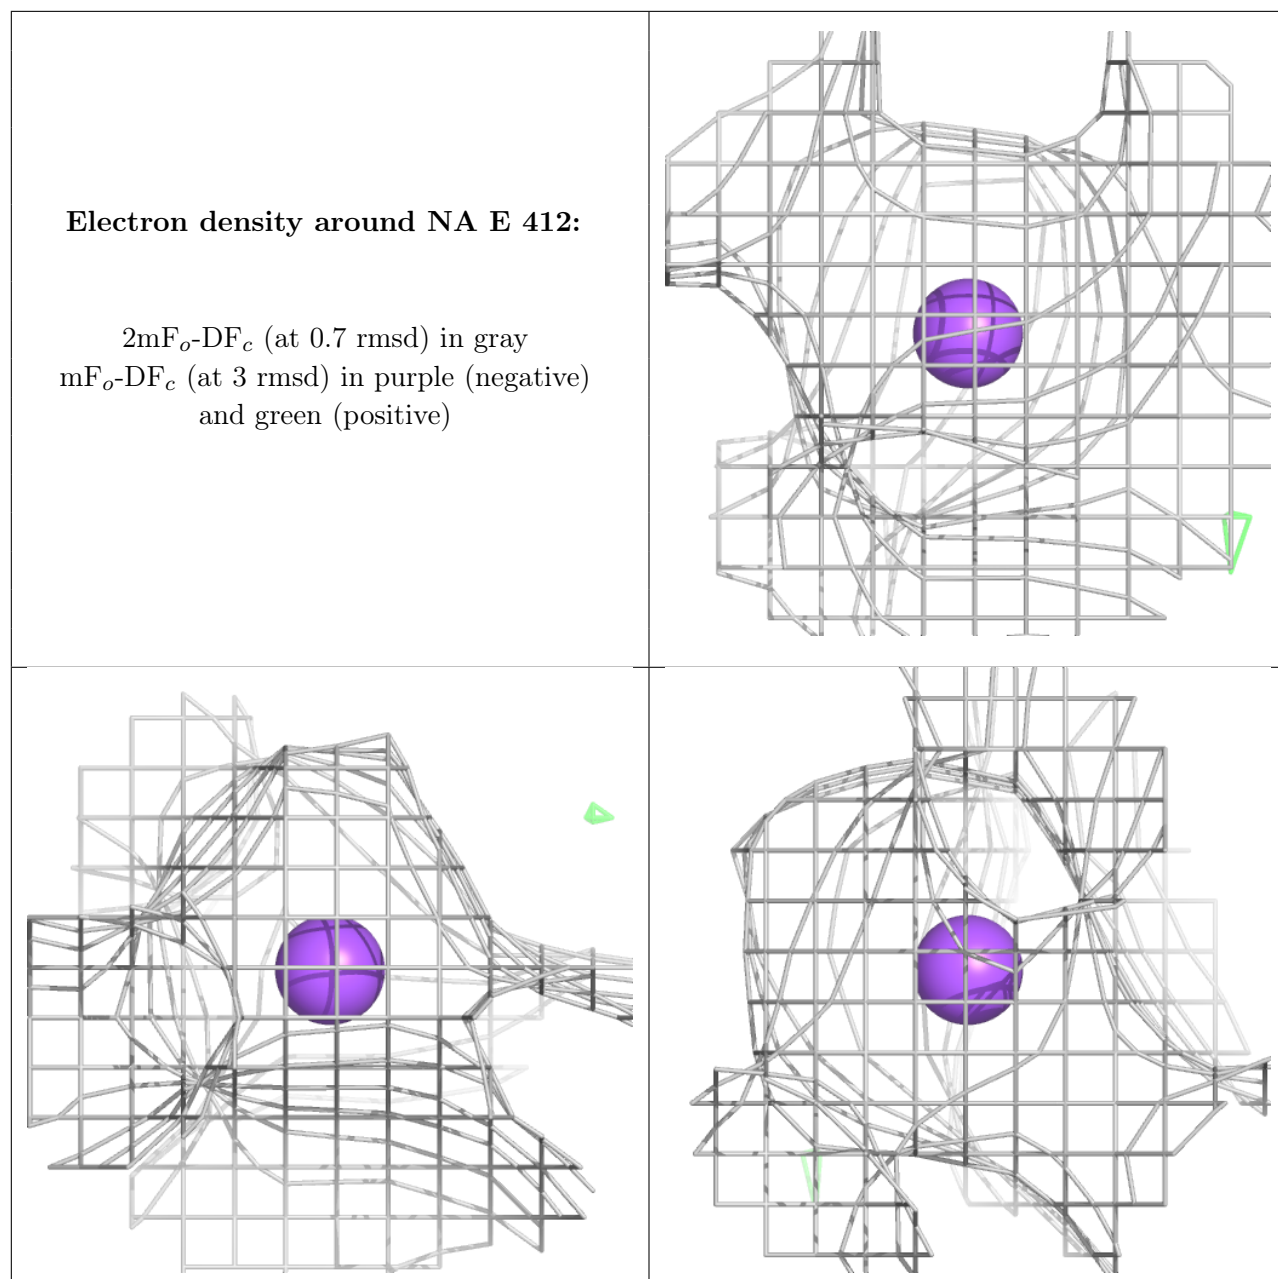 Electron density around NA E 412:
2mFo-DFc (at 0.7 rmsd) in gray
mFo-DFc (at 3 rmsd) in purple (negative)
and green (positive)